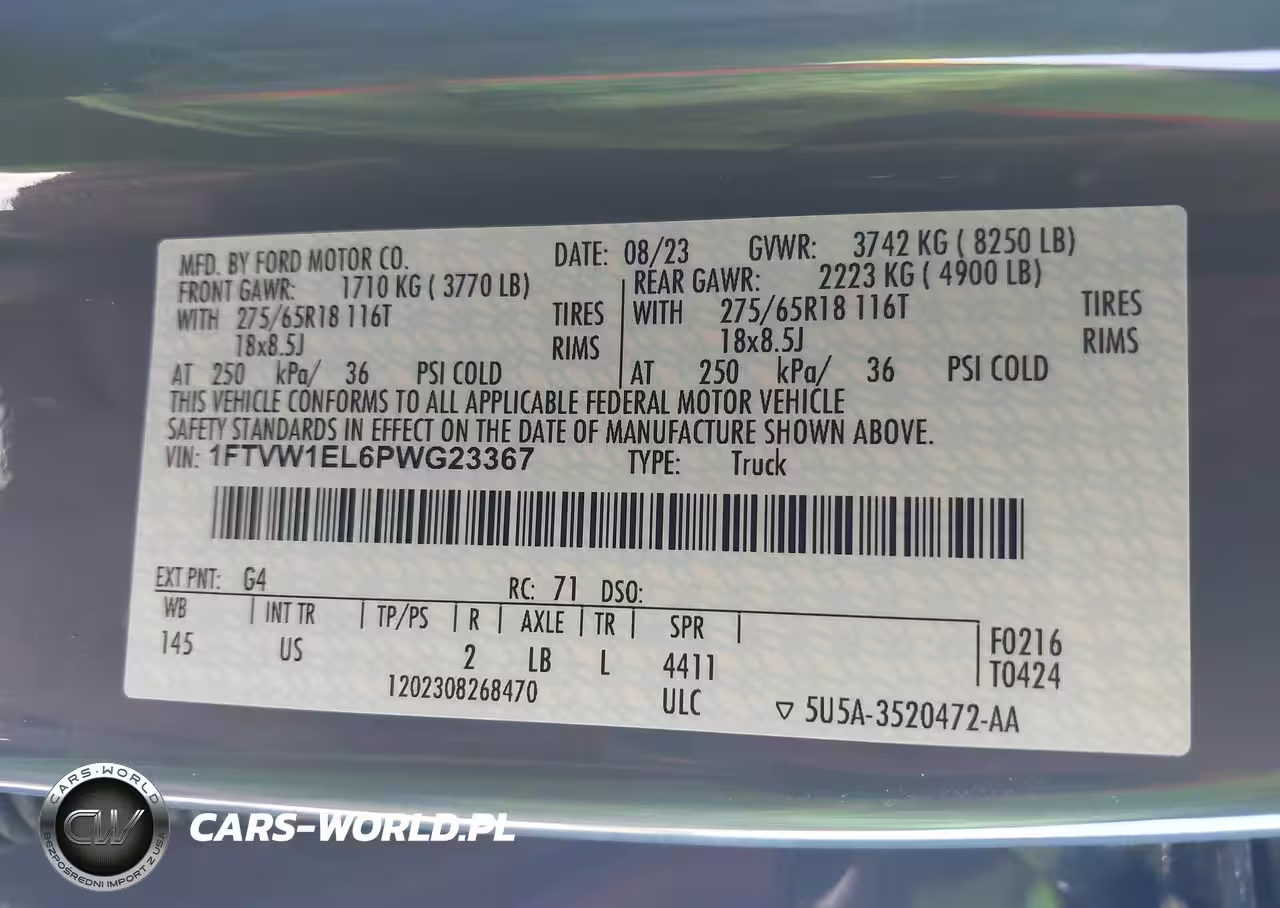 MFD. BY FORD MOTOR CO. DATE: 08/23 GVWR: 3742 KG ( 8250 LB)
FRONT GAWR: 1710 KG ( 3770 LB) REAR GAWR: 2223 KG ( 4900 LB)
WITH 275/65R18 116T TIRES WITH 275/65R18 116T TIRES
18x8.5J RIMS 18x8.5J RIMS
AT 250 kPa/ 36 PSI COLD AT 250 kPa/ 36 PSI COLD
THIS VEHICLE CONFORMS TO ALL APPLICABLE FEDERAL MOTOR VEHICLE
SAFETY STANDARDS IN EFFECT ON THE DATE OF MANUFACTURE SHOWN ABOVE.
VIN: 1FTVW1EL6PWG23367 TYPE: Truck
EXT PNT: G4 RC: 71 DSO:
WB INT TR TP/PS R AXLE TR SPR
145 US 2 LB L 4411
F0216
T0424
1202308268470 ULC ▽ 5U5A-3520472-AA
CARS-WORLD
CW
BEZPOŚREDNI IMPORT Z USA
CARS-WORLD.PL